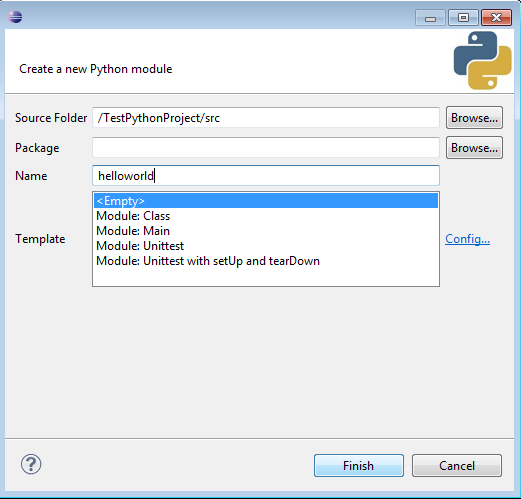 Create a new Python module
Source Folder /TestPythonProject/src Browse...
Package Browse...
Name helloworld
<Empty>
Module: Class
Module: Main
Module: Unittest
Module: Unittest with setUp and tearDown
Template Config...
? Finish Cancel